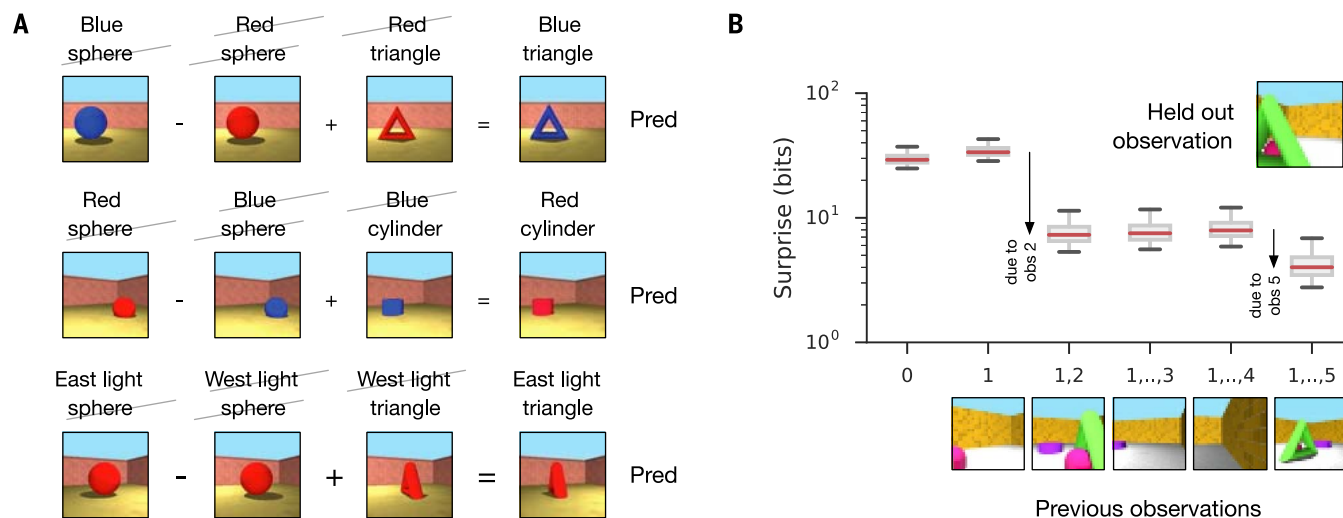 A
Blue Red Red Blue
sphere sphere triangle triangle
- + = Pred
Red Blue Blue Red
sphere sphere cylinder cylinder
- + = Pred
East light West light West light East light
sphere sphere triangle triangle
- + = Pred
B
Held out
observation
Surprise (bits)
10²
10¹
10⁰
due to
obs 2
due to
obs 5
0 1 1,2 1,..,3 1,..,4 1,..,5
Previous observations